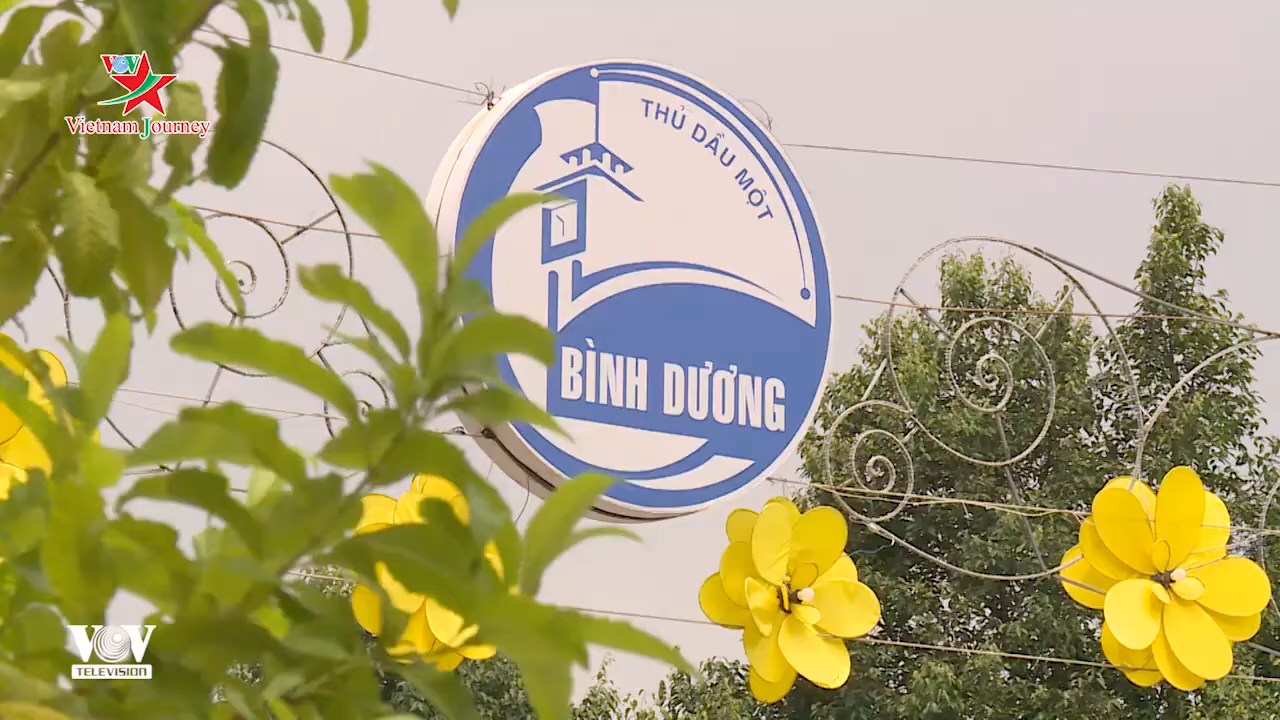 VOV
Vietnam Journey
THỦ DẦU MỘT
BÌNH DƯƠNG
VOV
TELEVISION